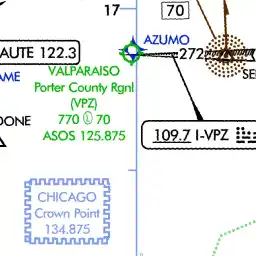 17
70
AUTE 122.3
AZUMO
272
AME
VALPARAISO
Porter County Rgnl
(VPZ)
770 Ⓛ 70
ASOS 125.875
SE
DONE
109.7 I-VPZ
CHICAGO
Crown Point
134.875